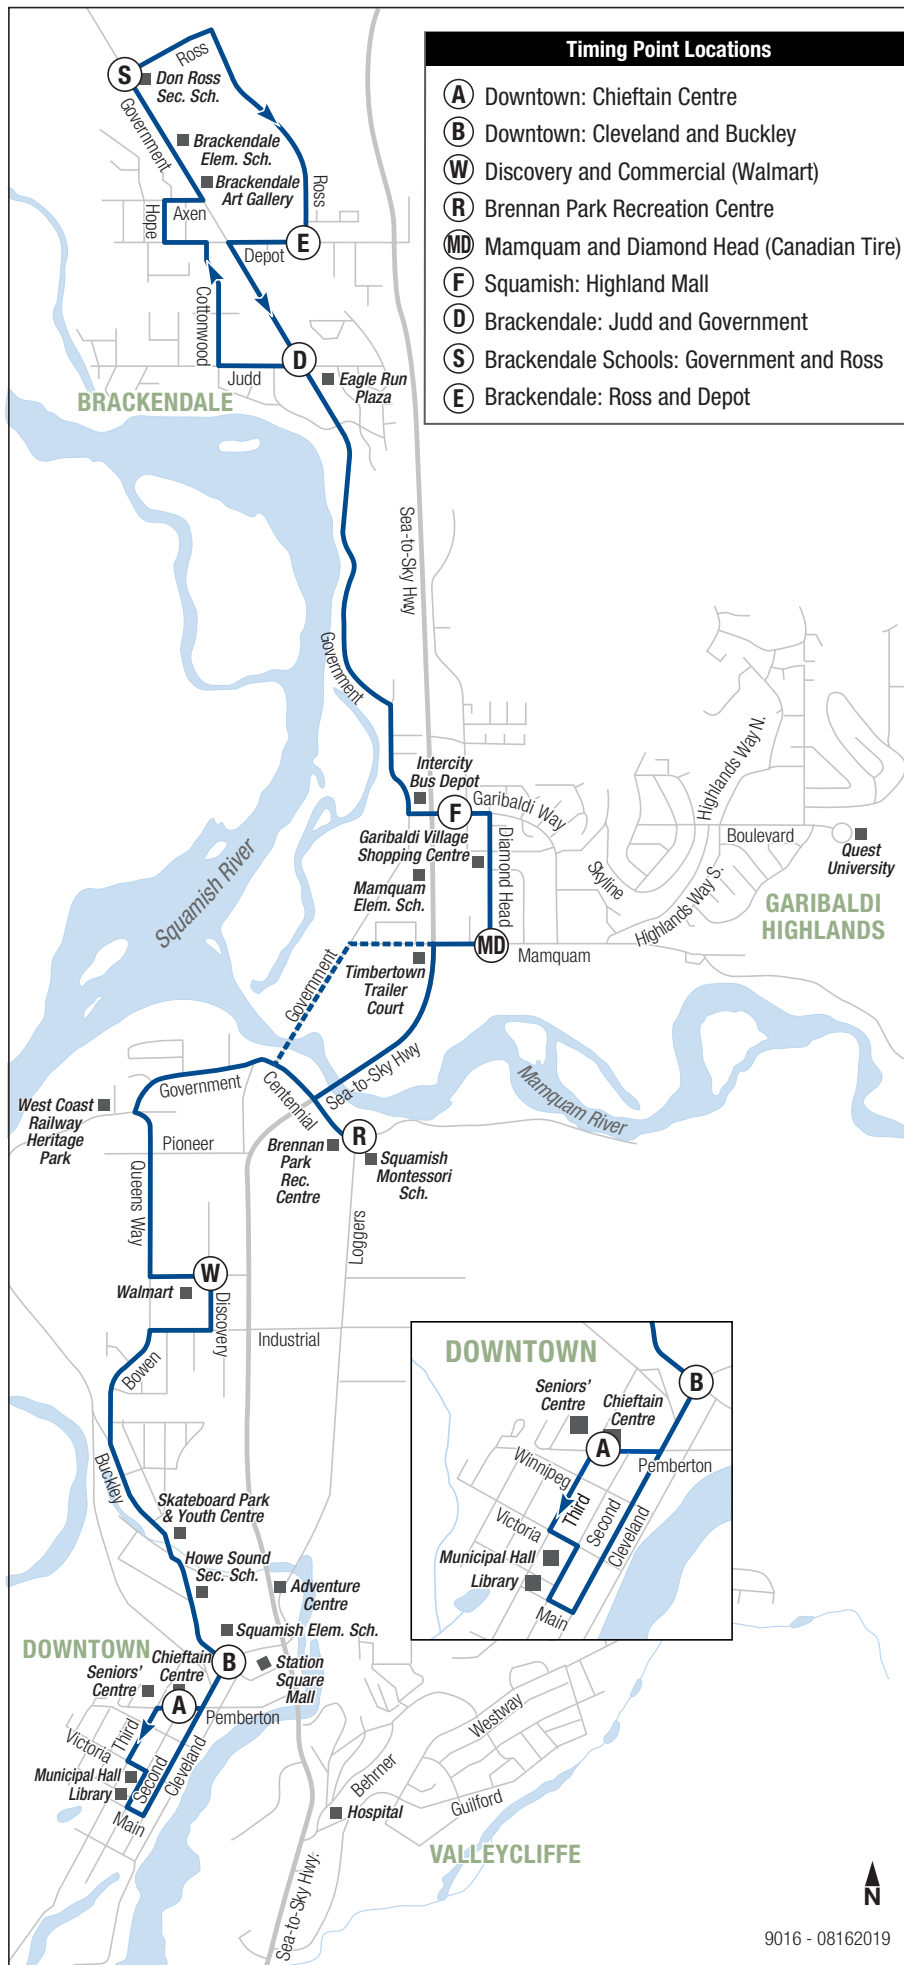 Timing Point Locations
A Downtown: Chieftain Centre
B Downtown: Cleveland and Buckley
W Discovery and Commercial (Walmart)
R Brennan Park Recreation Centre
MD Mamquam and Diamond Head (Canadian Tire)
F Squamish: Highland Mall
D Brackendale: Judd and Government
S Brackendale Schools: Government and Ross
E Brackendale: Ross and Depot
Ross
S
Don Ross
Sec. Sch.
Government
Brackendale
Elem. Sch.
Brackendale
Art Gallery
Ross
Hope
Axen
E
Depot
Cottonwood
D
Judd
Eagle Run
Plaza
BRACKENDALE
Sea-to-Sky Hwy
Government
Intercity
Bus Depot
F
Garibaldi Way
Highlands Way N.
Garibaldi Village
Shopping Centre
Diamond Head
Boulevard
Quest
University
Mamquam
Elem. Sch.
Skyline
Highlands Way S.
GARIBALDI
HIGHLANDS
Squamish River
MD
Mamquam
Timbertown
Trailer
Court
Government
Sea-to-Sky Hwy
Government
Centennial
Mamquam River
West Coast
Railway
Heritage
Park
Pioneer
R
Brennan
Park
Rec.
Centre
Squamish
Montessori
Sch.
Queens Way
Loggers
W
Walmart
Discovery
Industrial
Bowen
Buckley
Skateboard Park
& Youth Centre
Howe Sound
Sec. Sch.
Adventure
Centre
Squamish Elem. Sch.
DOWNTOWN
B
Station
Square
Mall
Chieftain
Centre
Seniors'
Centre
A
Pemberton
Third
Victoria
Second
Cleveland
Municipal Hall
Library
Main
DOWNTOWN
B
Seniors'
Centre
Chieftain
Centre
A
Pemberton
Winnipeg
Third
Second
Cleveland
Victoria
Municipal Hall
Library
Main
Westway
Behrner
Guilford
Hospital
VALLEYCLIFFE
Sea-to-Sky Hwy.
N
9016 - 08162019